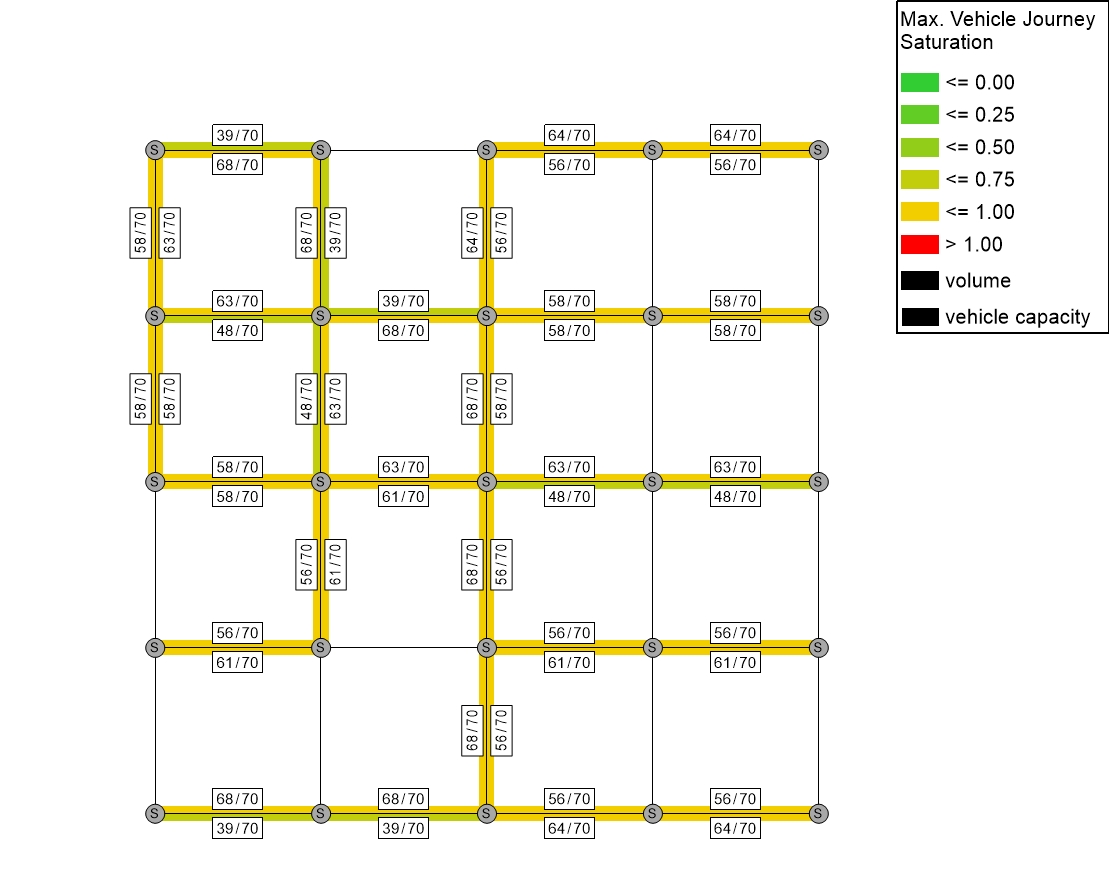 Max. Vehicle Journey
Saturation
<= 0.00
<= 0.25
<= 0.50
<= 0.75
<= 1.00
> 1.00
volume
vehicle capacity
39/70 64/70 64/70
S S S S S
68/70 56/70 56/70
58/70 63/70 68/70 39/70 64/70 56/70
63/70 39/70 58/70 58/70
S S S S S
48/70 68/70 58/70 58/70
58/70 58/70 48/70 63/70 68/70 58/70
58/70 63/70 63/70 63/70
S S S S S
58/70 61/70 48/70 48/70
56/70 61/70 68/70 56/70
56/70 56/70 56/70
S S S S S
61/70 61/70 61/70
68/70 56/70
68/70 68/70 56/70 56/70
S S S S S
39/70 39/70 64/70 64/70